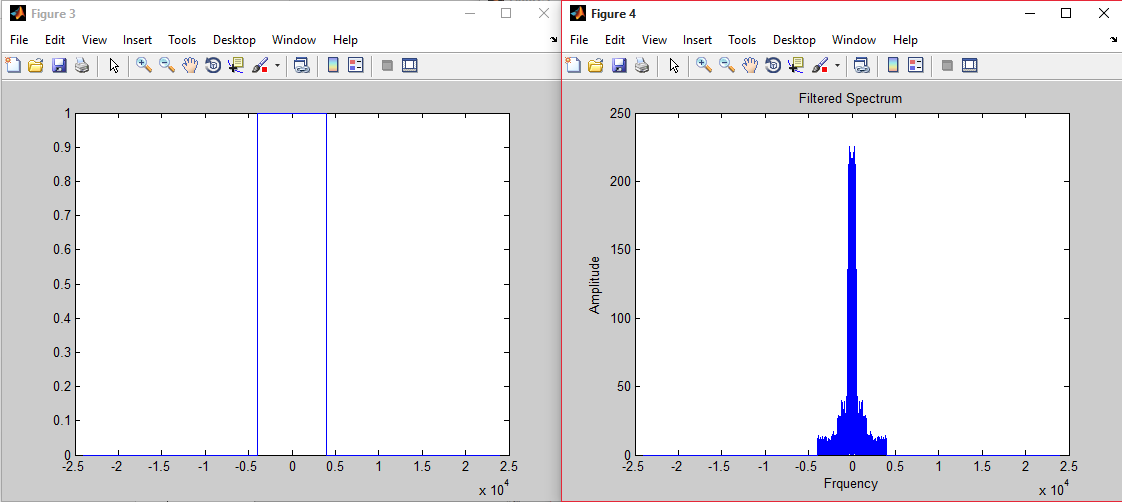 Figure 3
File Edit View Insert Tools Desktop Window Help
1
0.9
0.8
0.7
0.6
0.5
0.4
0.3
0.2
0.1
0
-2.5 -2 -1.5 -1 -0.5 0 0.5 1 1.5 2 2.5
x 10^4
Figure 4
File Edit View Insert Tools Desktop Window Help
Filtered Spectrum
250
200
150
100
50
0
Amplitude
-2.5 -2 -1.5 -1 -0.5 0 0.5 1 1.5 2 2.5
Frquency
x 10^4